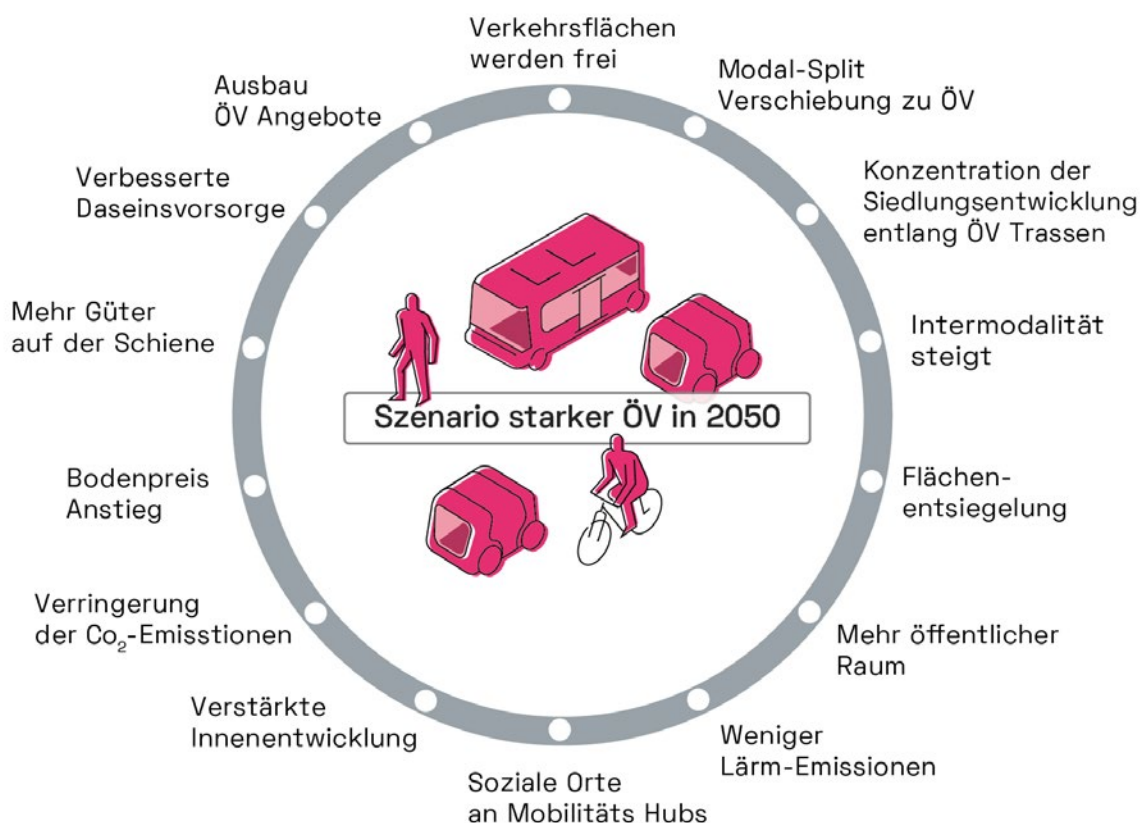 Verkehrsflächen
werden frei
Modal-Split
Verschiebung zu ÖV
Konzentration der
Siedlungsentwicklung
entlang ÖV Trassen
Intermodalität
steigt
Flächen-
entsiegelung
Mehr öffentlicher
Raum
Weniger
Lärm-Emissionen
Soziale Orte
an Mobilitäts Hubs
Verstärkte
Innenentwicklung
Verringerung
der Co₂-Emisstionen
Bodenpreis
Anstieg
Mehr Güter
auf der Schiene
Verbesserte
Daseinsvorsorge
Ausbau
ÖV Angebote
Szenario starker ÖV in 2050